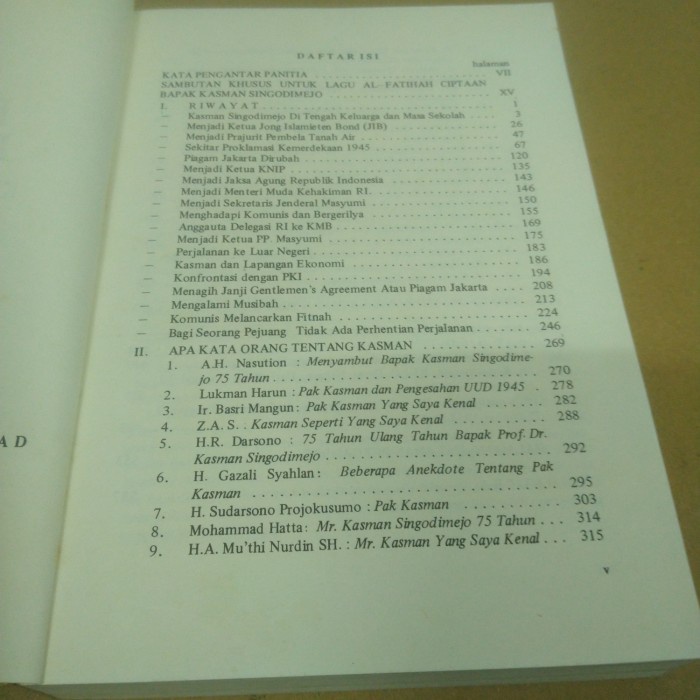 DAFTAR ISI
halaman
KATA PENGANTAR PANITIA . . . . . . . . . . . . . . . . . . . . . . . VII
SAMBUTAN KHUSUS UNTUK LAGU AL-FATIHAH CIPTAAN
BAPAK KASMAN SINGODIMEJO . . . . . . . . . . . . . . . . . . . . . XV
I. RIWAYAT . . . . . . . . . . . . . . . . . . . . . . . . 1
— Kasman Singodimejo Di Tengah Keluarga dan Masa Sekolah . . . . 3
— Menjadi Ketua Jong Islamieten Bond (JIB) . . . . . . . . . . . 26
— Menjadi Prajurit Pembela Tanah Air . . . . . . . . . . . . . . . 47
— Sekitar Proklamasi Kemerdekaan 1945 . . . . . . . . . . . . . . 67
— Piagam Jakarta Dirubah . . . . . . . . . . . . . . . . . . . . 120
— Menjadi Ketua KNIP . . . . . . . . . . . . . . . . . . . . . . 135
— Menjadi Jaksa Agung Republik Indonesia . . . . . . . . . . . . 143
— Menjadi Menteri Muda Kehakiman RI. . . . . . . . . . . . . . . 146
— Menjadi Sekretaris Jenderal Masyumi . . . . . . . . . . . . . . 150
— Menghadapi Komunis dan Bergerilya . . . . . . . . . . . . . . 155
— Anggauta Delegasi RI ke KMB . . . . . . . . . . . . . . . . . . 169
— Menjadi Ketua PP. Masyumi . . . . . . . . . . . . . . . . . . . 175
— Perjalanan ke Luar Negeri . . . . . . . . . . . . . . . . . . . 183
— Kasman dan Lapangan Ekonomi . . . . . . . . . . . . . . . . . 186
— Konfrontasi dengan PKI . . . . . . . . . . . . . . . . . . . . 194
— Menagih Janji Gentlemen's Agreement Atau Piagam Jakarta . . . . 208
— Mengalami Musibah . . . . . . . . . . . . . . . . . . . . . . . 213
— Komunis Melancarkan Fitnah . . . . . . . . . . . . . . . . . . 224
— Bagi Seorang Pejuang Tidak Ada Perhentian Perjalanan . . . . . . . 246
II. APA KATA ORANG TENTANG KASMAN . . . . . . . . . . . . 269
1. A.H. Nasution : Menyambut Bapak Kasman Singodime-
jo 75 Tahun . . . . . . . . . . . . . . . . . . . . . . . . . 270
2. Lukman Harun : Pak Kasman dan Pengesahan UUD 1945 . 278
3. Ir. Basri Mangun : Pak Kasman Yang Saya Kenal . . . . . . . 282
4. Z.A.S. . Kasman Seperti Yang Saya Kenal . . . . . . . . . . 288
5. H.R. Darsono : 75 Tahun Ulang Tahun Bapak Prof. Dr.
Kasman Singodimejo . . . . . . . . . . . . . . . . . . . . . 292
6. H. Gazali Syahlan : Beberapa Anekdote Tentang Pak
Kasman . . . . . . . . . . . . . . . . . . . . . . . . . . . 295
7. H. Sudarsono Projokusumo : Pak Kasman . . . . . . . . . . . 303
8. Mohammad Hatta : Mr. Kasman Singodimejo 75 Tahun . . . 314
9. H.A. Mu'thi Nurdin SH. : Mr. Kasman Yang Saya Kenal . . . 315
v
AD